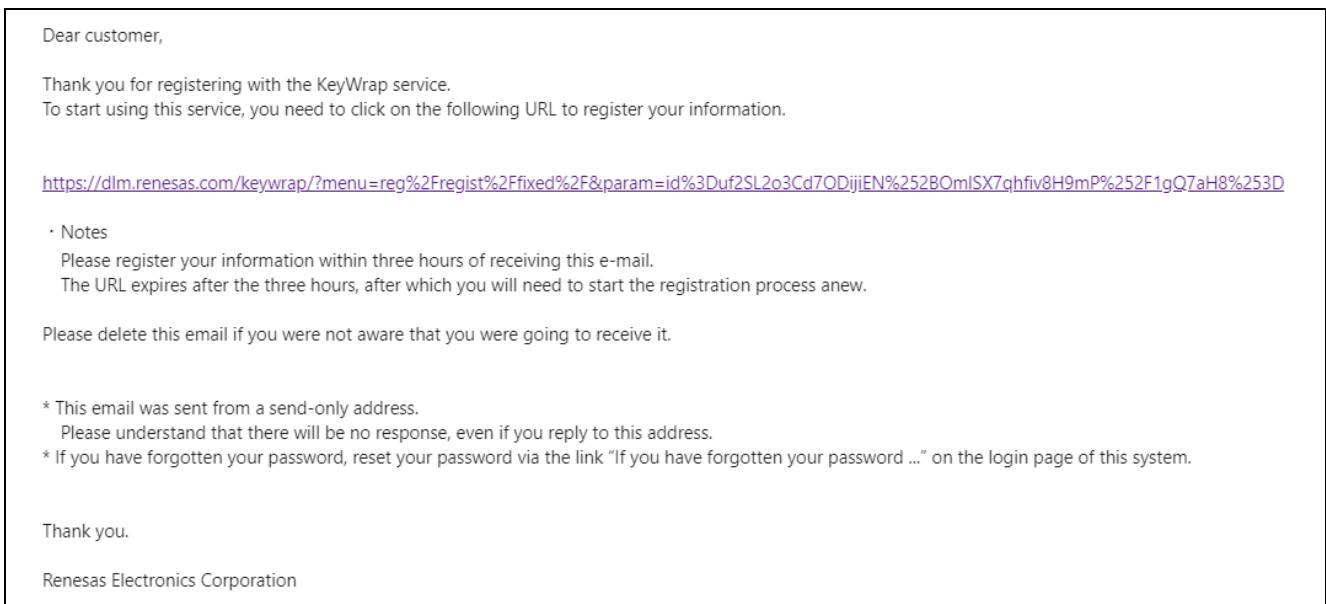 Dear customer,
Thank you for registering with the KeyWrap service.
To start using this service, you need to click on the following URL to register your information.
https://dlm.renesas.com/keywrap/?menu=reg%2Fregist%2Ffixed%2F&param=id%3Duf2SL2o3Cd7ODijiEN%252BOmlSX7qhfiv8H9mP%252F1gQ7aH8%253D
・Notes
Please register your information within three hours of receiving this e-mail.
The URL expires after the three hours, after which you will need to start the registration process anew.
Please delete this email if you were not aware that you were going to receive it.
* This email was sent from a send-only address.
Please understand that there will be no response, even if you reply to this address.
* If you have forgotten your password, reset your password via the link “If you have forgotten your password ...” on the login page of this system.
Thank you.
Renesas Electronics Corporation